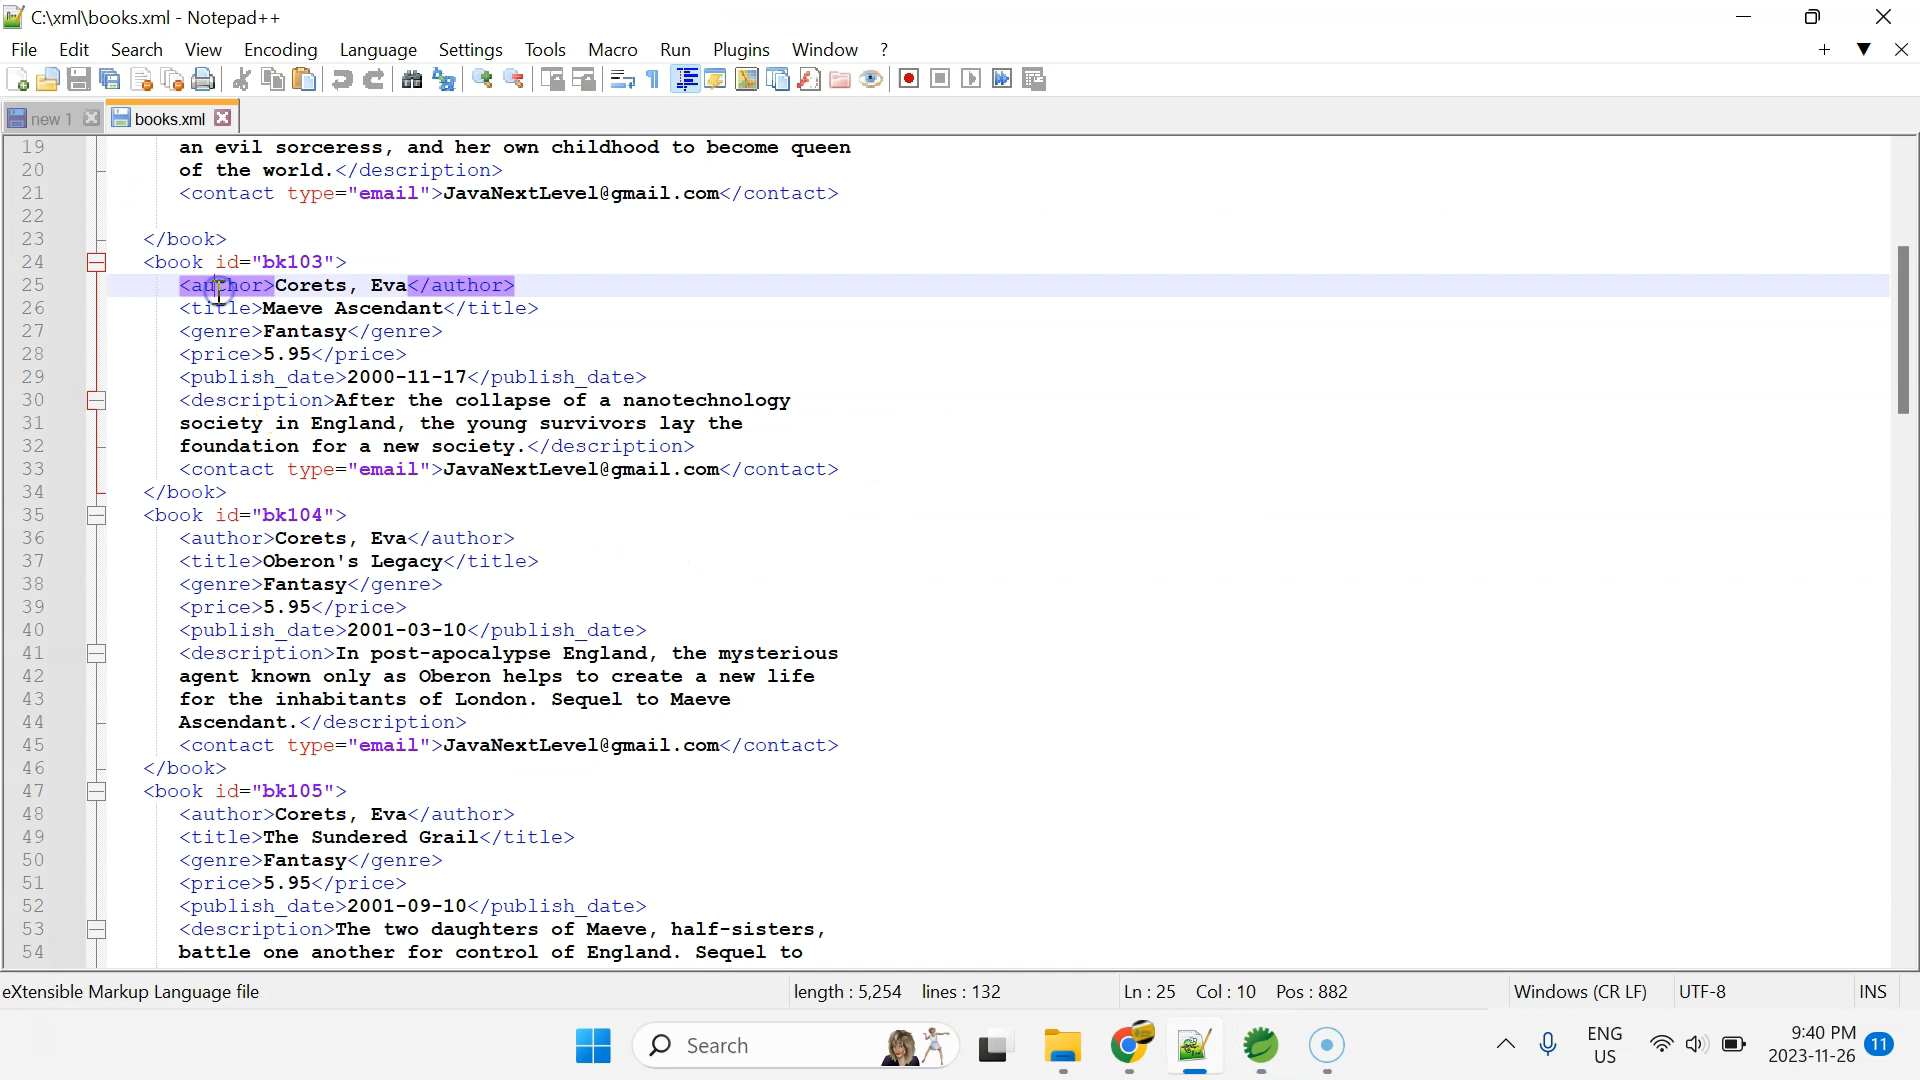 C:\xml\books.xml - Notepad++
File Edit Search View Encoding Language Settings Tools Macro Run Plugins Window ?
new 1 books.xml
19 an evil sorceress, and her own childhood to become queen
20 of the world.</description>
21 <contact type="email">JavaNextLevel@gmail.com</contact>
22
23 </book>
24 <book id="bk103">
25 <author>Corets, Eva</author>
26 <title>Maeve Ascendant</title>
27 <genre>Fantasy</genre>
28 <price>5.95</price>
29 <publish_date>2000-11-17</publish_date>
30 <description>After the collapse of a nanotechnology
31 society in England, the young survivors lay the
32 foundation for a new society.</description>
33 <contact type="email">JavaNextLevel@gmail.com</contact>
34 </book>
35 <book id="bk104">
36 <author>Corets, Eva</author>
37 <title>Oberon's Legacy</title>
38 <genre>Fantasy</genre>
39 <price>5.95</price>
40 <publish_date>2001-03-10</publish_date>
41 <description>In post-apocalypse England, the mysterious
42 agent known only as Oberon helps to create a new life
43 for the inhabitants of London. Sequel to Maeve
44 Ascendant.</description>
45 <contact type="email">JavaNextLevel@gmail.com</contact>
46 </book>
47 <book id="bk105">
48 <author>Corets, Eva</author>
49 <title>The Sundered Grail</title>
50 <genre>Fantasy</genre>
51 <price>5.95</price>
52 <publish_date>2001-09-10</publish_date>
53 <description>The two daughters of Maeve, half-sisters,
54 battle one another for control of England. Sequel to
eXtensible Markup Language file length : 5,254 lines : 132 Ln : 25 Col : 10 Pos : 882 Windows (CR LF) UTF-8 INS
Search ENG 9:40 PM
US 2023-11-26 11